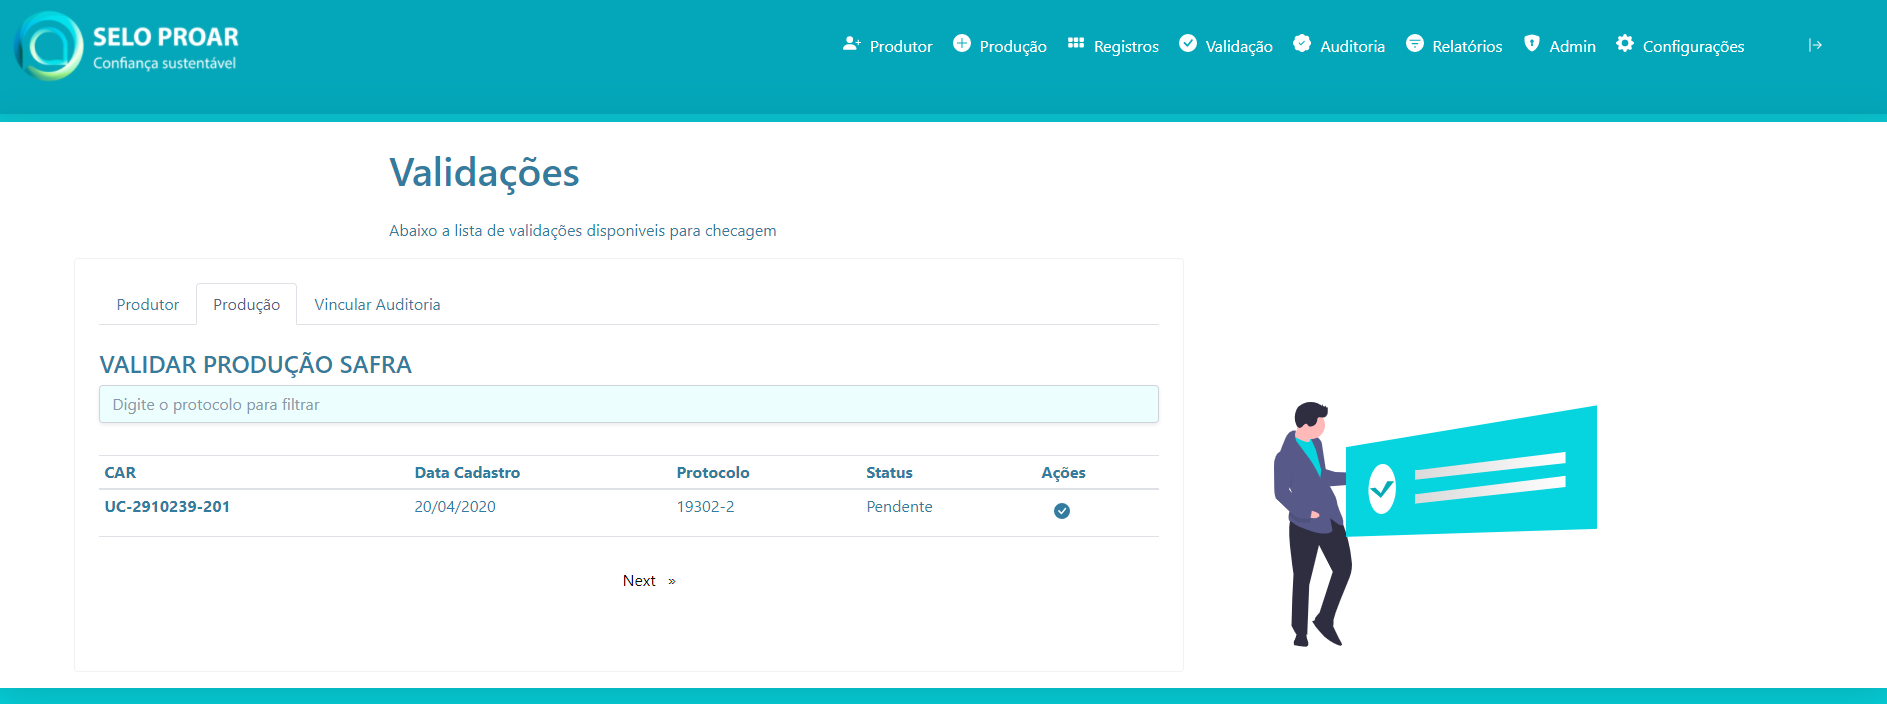 SELO PROAR
Confiança sustentável
Produtor Produção Registros Validação Auditoria Relatórios Admin Configurações
Validações
Abaixo a lista de validações disponiveis para checagem
Produtor Produção Vincular Auditoria
VALIDAR PRODUÇÃO SAFRA
Digite o protocolo para filtrar
CAR Data Cadastro Protocolo Status Ações
UC-2910239-201 20/04/2020 19302-2 Pendente
Next »